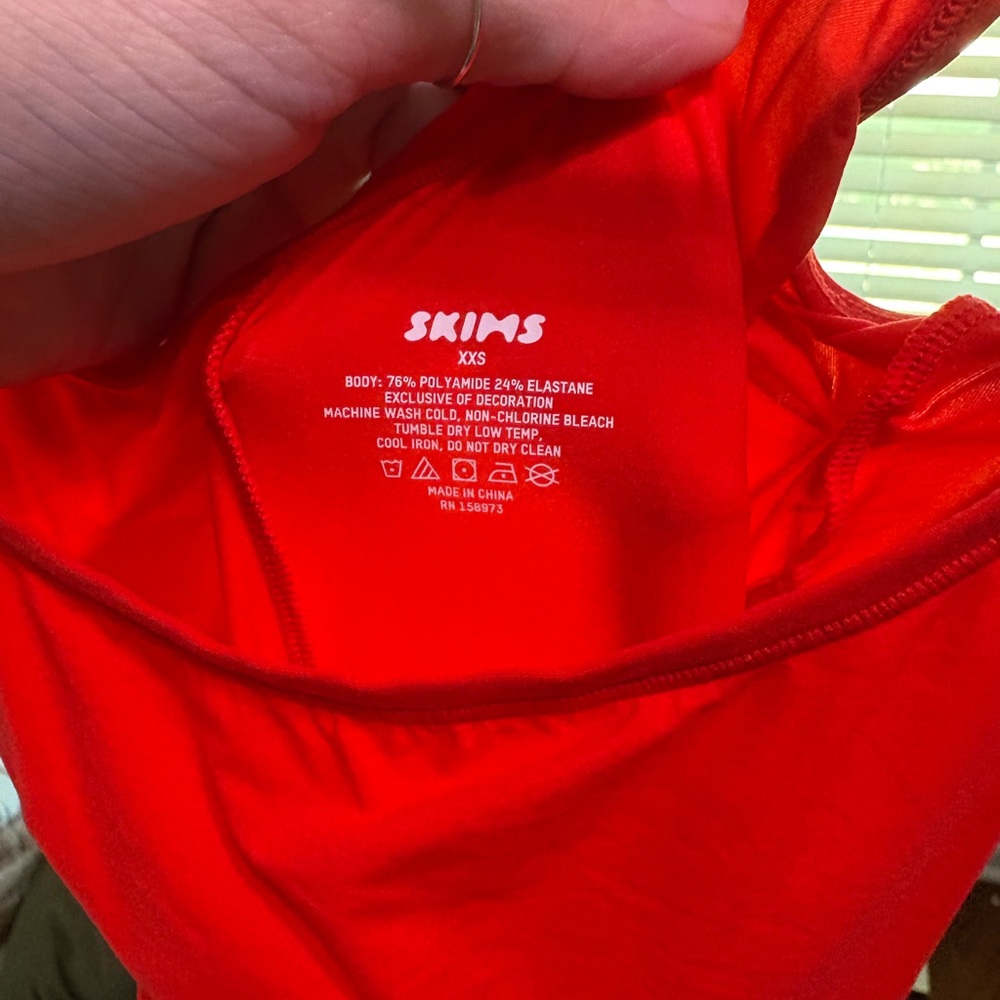 SKIMS
XXS
BODY: 76% POLYAMIDE 24% ELASTANE
EXCLUSIVE OF DECORATION
MACHINE WASH COLD, NON-CHLORINE BLEACH
TUMBLE DRY LOW TEMP,
COOL IRON, DO NOT DRY CLEAN
MADE IN CHINA
RN 158973